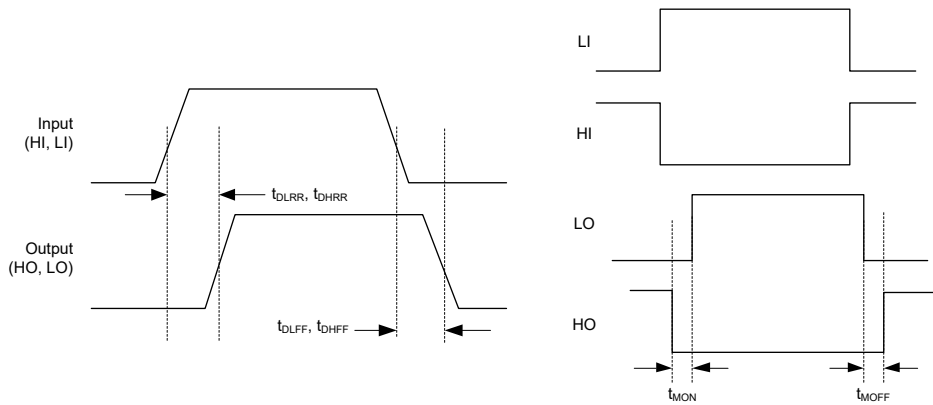 Input
(HI, LI)
tDLRR, tDHRR
Output
(HO, LO)
tDLFF, tDHFF
LI
HI
LO
HO
tMON
tMOFF